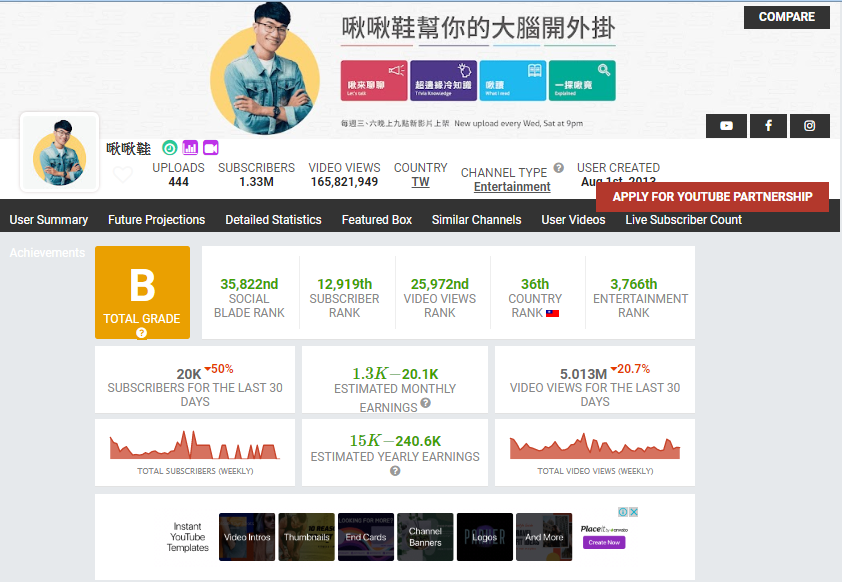 COMPARE
啾啾鞋幫你的大腦開外掛
啾來聊聊
Let's talk
超邊緣冷知識
Trivia Knowledge
啾讀
What I read
一探啾竟
Explained
每週三、六晚上九點新影片上架 New upload every Wed, Sat at 9pm
啾啾鞋
UPLOADS
444
SUBSCRIBERS
1.33M
VIDEO VIEWS
165,821,949
COUNTRY
TW
CHANNEL TYPE ?
Entertainment
USER CREATED
Aug 1st, 2013
APPLY FOR YOUTUBE PARTNERSHIP
User Summary Future Projections Detailed Statistics Featured Box Similar Channels User Videos Live Subscriber Count
Achievements
B
TOTAL GRADE
?
35,822nd
SOCIAL
BLADE RANK
12,919th
SUBSCRIBER
RANK
25,972nd
VIDEO VIEWS
RANK
36th
COUNTRY
RANK
3,766th
ENTERTAINMENT
RANK
20K 50%
SUBSCRIBERS FOR THE LAST 30
DAYS
1.3K–20.1K
ESTIMATED MONTHLY
EARNINGS ?
5.013M 20.7%
VIDEO VIEWS FOR THE LAST 30
DAYS
TOTAL SUBSCRIBERS (WEEKLY)
15K–240.6K
ESTIMATED YEARLY EARNINGS
?
TOTAL VIDEO VIEWS (WEEKLY)
Instant
YouTube
Templates
Video Intros
Thumbnails
LOOKING FOR MORE?
End Cards
Channel
Banners
Logos
And More
Placeit by envato
Create Now